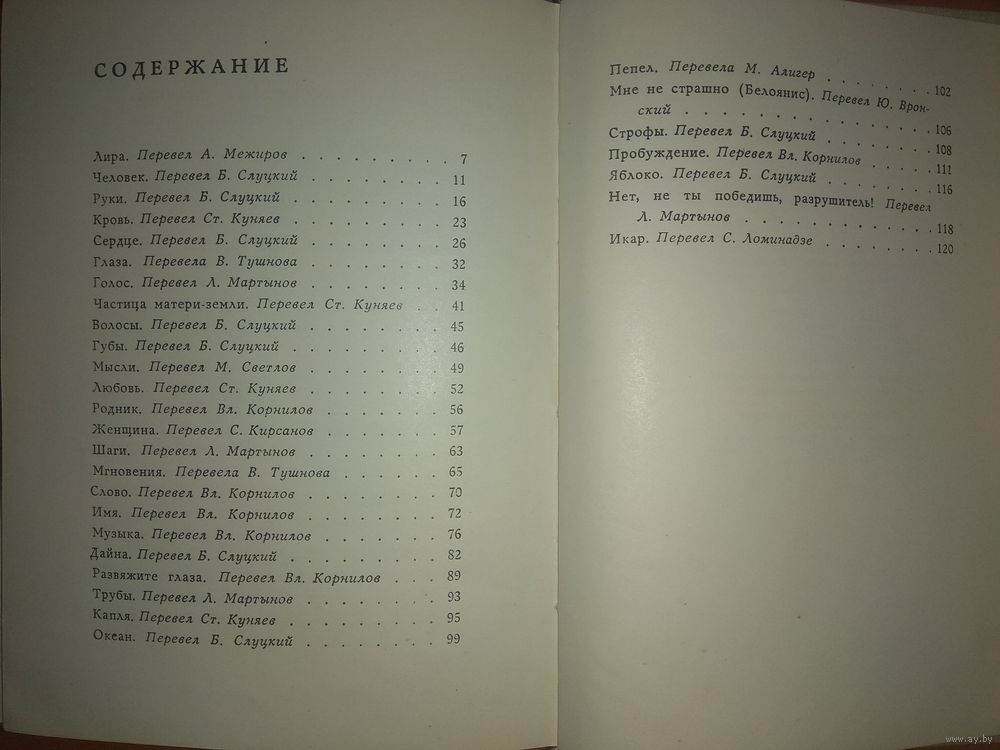 СОДЕРЖАНИЕ
Лира. Перевел А. Межиров . . . . . . . . . 7
Человек. Перевел Б. Слуцкий . . . . . . . . 11
Руки. Перевел Б. Слуцкий . . . . . . . . . 16
Кровь. Перевел Ст. Куняев . . . . . . . . . 23
Сердце. Перевел Б. Слуцкий . . . . . . . . 26
Глаза. Перевела В. Тушнова . . . . . . . . 32
Голос. Перевел Л. Мартынов . . . . . . . . 34
Частица матери-земли. Перевел Ст. Куняев . . 41
Волосы. Перевел Б. Слуцкий . . . . . . . . 45
Губы. Перевел Б. Слуцкий . . . . . . . . . 46
Мысли. Перевел М. Светлов . . . . . . . . 49
Любовь. Перевел Ст. Куняев . . . . . . . . 52
Родник. Перевел Вл. Корнилов . . . . . . . 56
Женщина. Перевел С. Кирсанов . . . . . . . 57
Шаги. Перевел Л. Мартынов . . . . . . . . 63
Мгновения. Перевела В. Тушнова . . . . . . 65
Слово. Перевел Вл. Корнилов . . . . . . . . 70
Имя. Перевел Вл. Корнилов . . . . . . . . 72
Музыка. Перевел Вл. Корнилов . . . . . . . 76
Дайна. Перевел Б. Слуцкий . . . . . . . . . 82
Развяжите глаза. Перевел Вл. Корнилов . . . 89
Трубы. Перевел Л. Мартынов . . . . . . . . 93
Капля. Перевел Ст. Куняев . . . . . . . . . 95
Океан. Перевел Б. Слуцкий . . . . . . . . 99
Пепел. Перевела М. Алигер . . . . . . . . 102
Мне не страшно (Белоянис). Перевел Ю. Врон-
ский . . . . . . . . . . . . . . . 106
Строфы. Перевел Б. Слуцкий . . . . . . . . 108
Пробуждение. Перевел Вл. Корнилов . . . . . 111
Яблоко. Перевел Б. Слуцкий . . . . . . . . 116
Нет, не ты победишь, разрушитель! Перевел
Л. Мартынов . . . . . . . . . . . . 118
Икар. Перевел С. Ломинадзе . . . . . . . . 120
www.ay.by